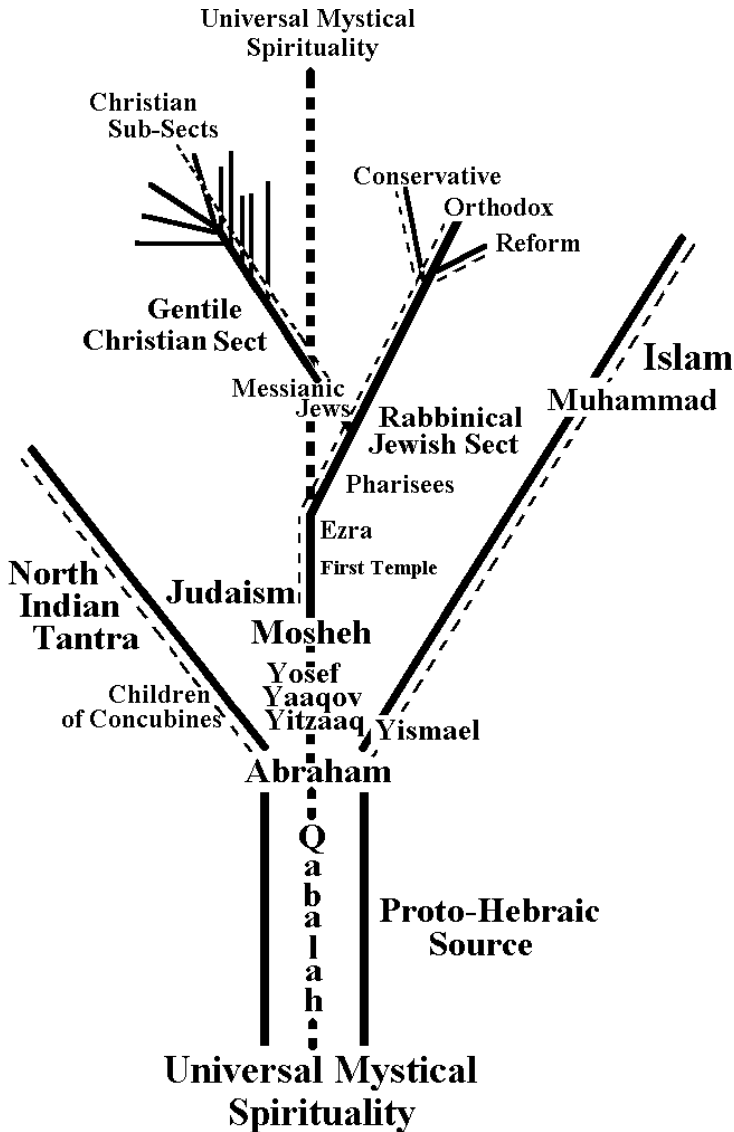 Universal Mystical
Spirituality
Christian
Sub-Sects
Conservative
Orthodox
Reform
Gentile
Christian Sect
Islam
Messianic
Jews
Muhammad
Rabbinical
Jewish Sect
Pharisees
Ezra
First Temple
North
Indian
Tantra
Judaism
Mosheh
Yosef
Yaaqov
Yitzaaq
Children
of Concubines
Yismael
Abraham
Qabalah
Proto-Hebraic
Source
Universal Mystical
Spirituality